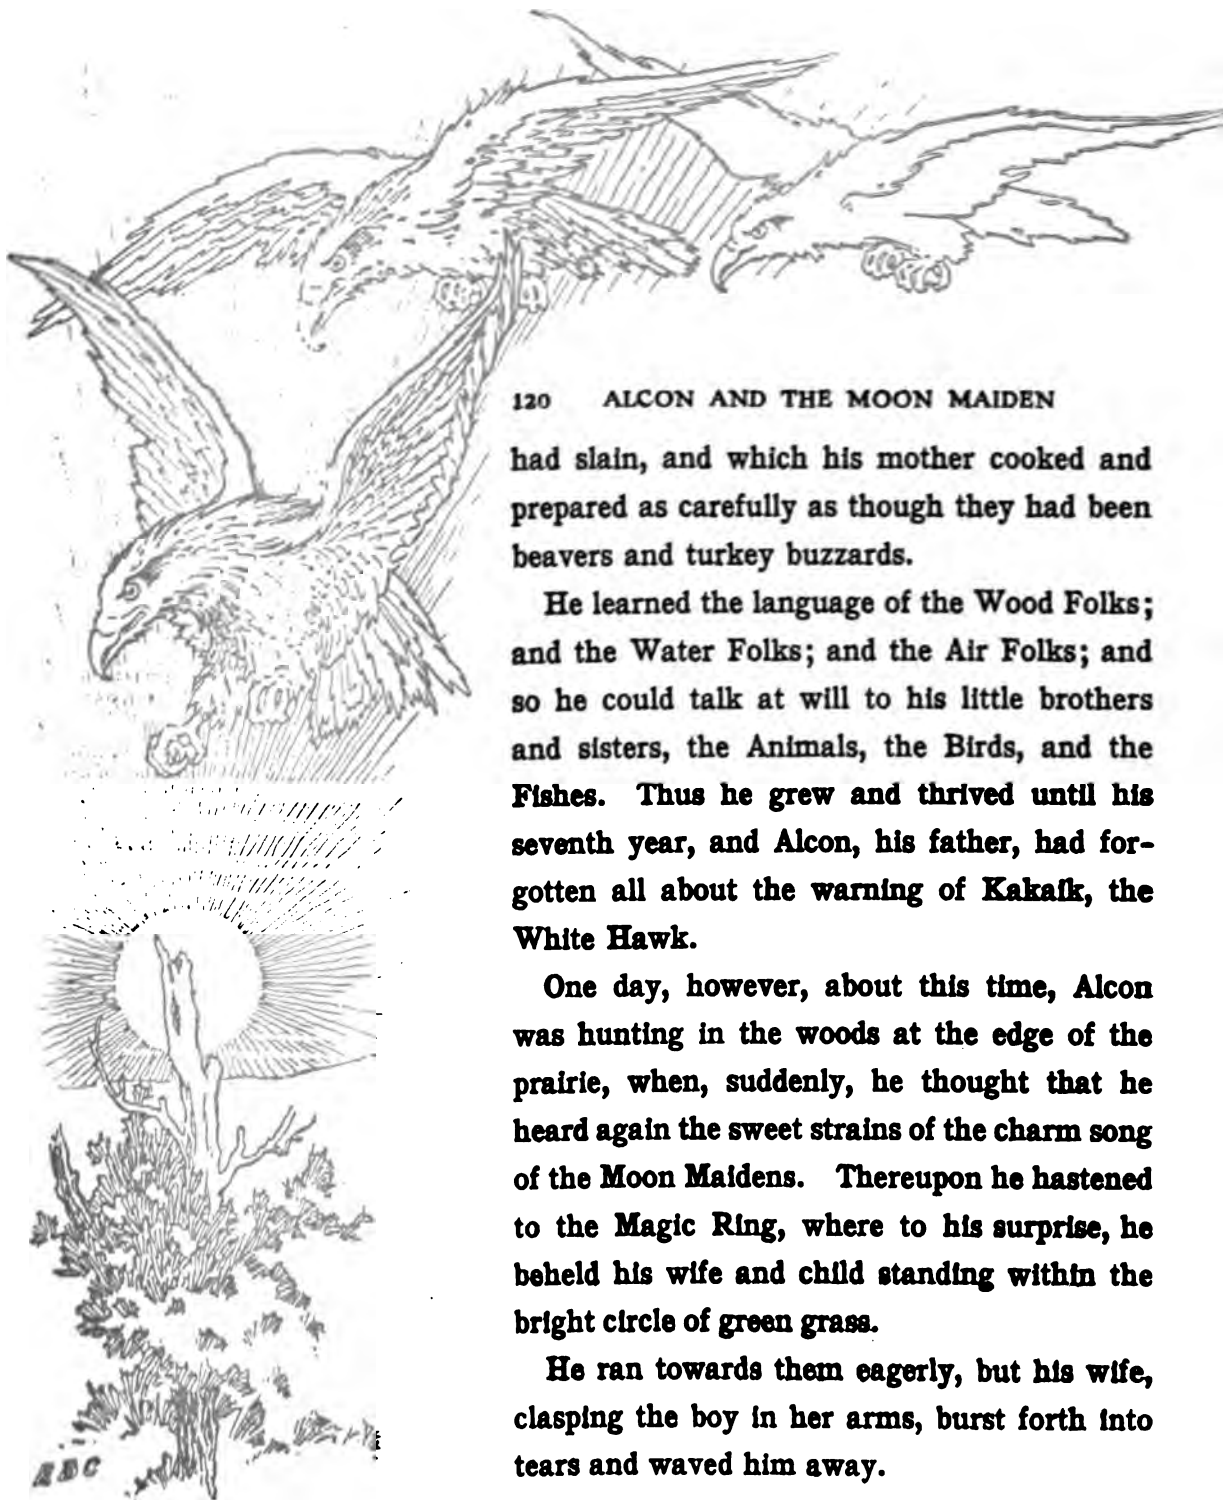 120 ALCON AND THE MOON MAIDEN
had slain, and which his mother cooked and
prepared as carefully as though they had been
beavers and turkey buzzards.
He learned the language of the Wood Folks;
and the Water Folks; and the Air Folks; and
so he could talk at will to his little brothers
and sisters, the Animals, the Birds, and the
Fishes. Thus he grew and thrived until his
seventh year, and Alcon, his father, had for-
gotten all about the warning of Kakaik, the
White Hawk.
One day, however, about this time, Alcon
was hunting in the woods at the edge of the
prairie, when, suddenly, he thought that he
heard again the sweet strains of the charm song
of the Moon Maidens. Thereupon he hastened
to the Magic Ring, where to his surprise, he
beheld his wife and child standing within the
bright circle of green grass.
He ran towards them eagerly, but his wife,
clasping the boy in her arms, burst forth into
tears and waved him away.